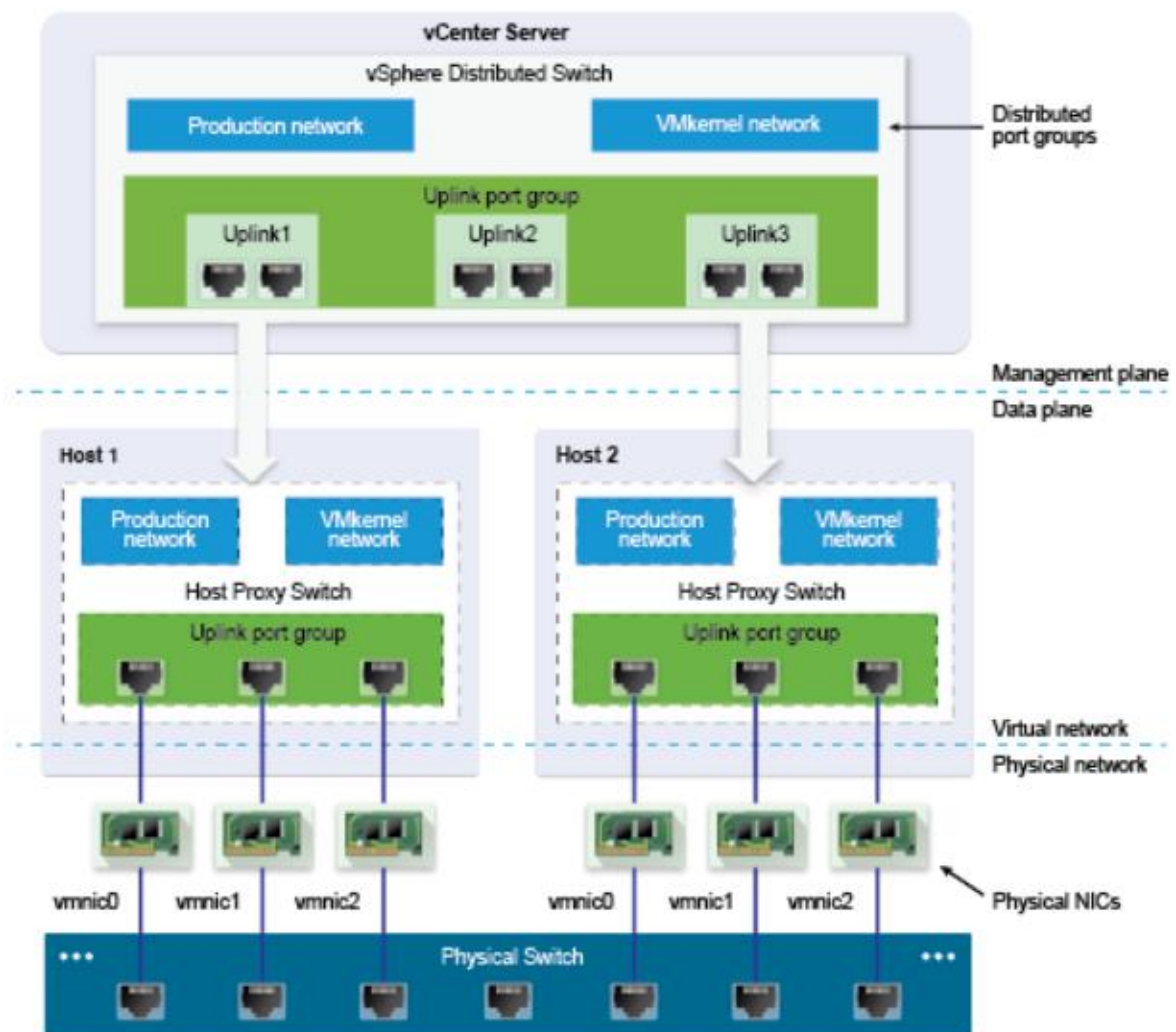 vCenter Server
vSphere Distributed Switch
Production network
VMkernel network
Distributed
port groups
Uplink port group
Uplink1
Uplink2
Uplink3
Management plane
Data plane
Host 1
Production
network
VMkernel
network
Host Proxy Switch
Uplink port group
Host 2
Production
network
VMkernel
network
Host Proxy Switch
Uplink port group
Virtual network
Physical network
vmnic0
vmnic1
vmnic2
vmnic0
vmnic1
vmnic2
Physical NICs
Physical Switch